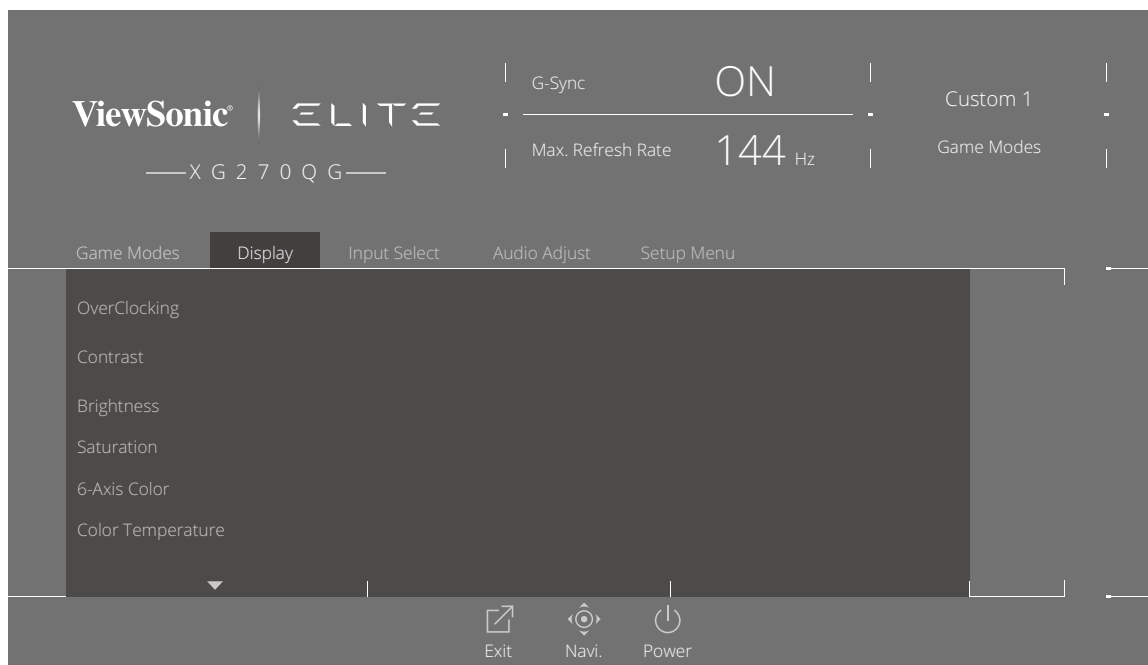 ViewSonic® ELITE
XG270QG
G-Sync ON
Max. Refresh Rate 144 Hz
Custom 1
Game Modes
Game Modes Display Input Select Audio Adjust Setup Menu
OverClocking
Contrast
Brightness
Saturation
6-Axis Color
Color Temperature
Exit Navi. Power